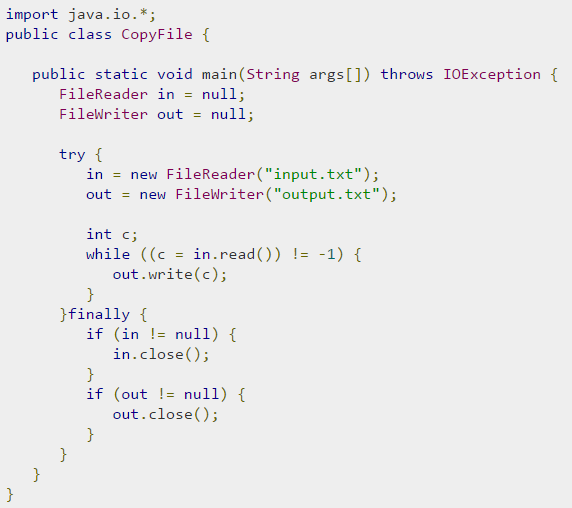 import java.io.*;
public class CopyFile {
public static void main(String args[]) throws IOException {
FileReader in = null;
FileWriter out = null;
try {
in = new FileReader("input.txt");
out = new FileWriter("output.txt");
int c;
while ((c = in.read()) != -1) {
out.write(c);
}
}finally {
if (in != null) {
in.close();
}
if (out != null) {
out.close();
}
}
}
}